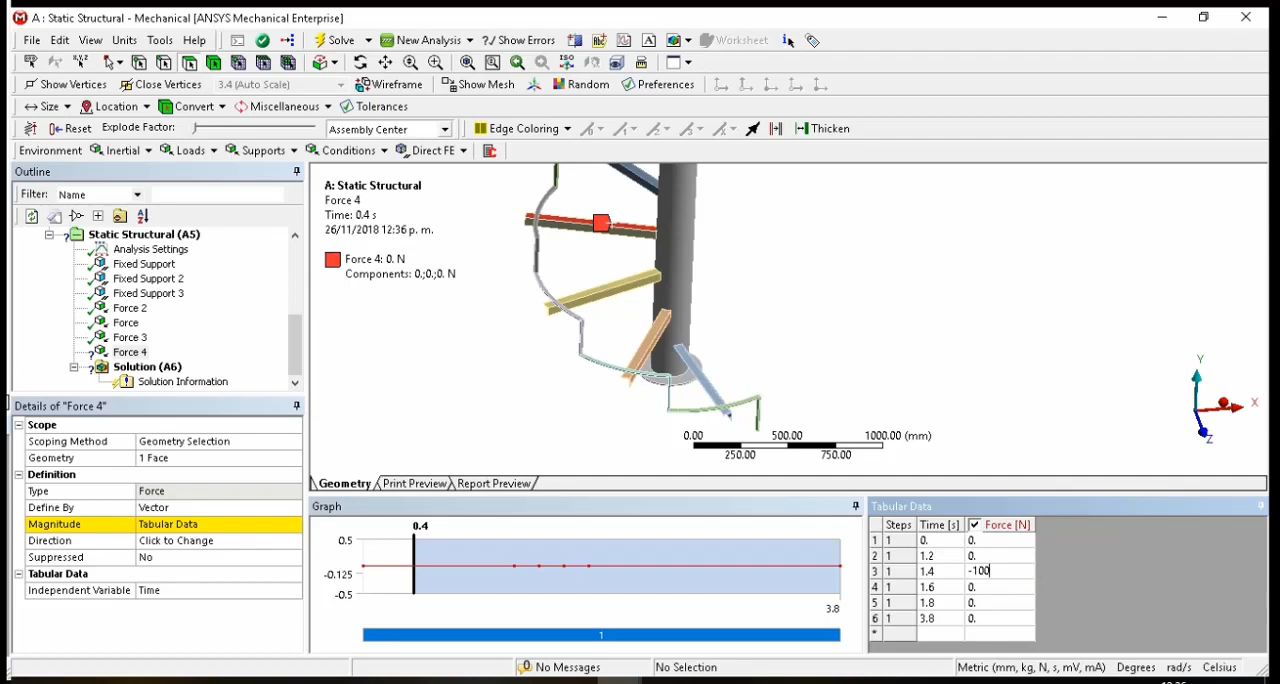 A : Static Structural - Mechanical [ANSYS Mechanical Enterprise]
File Edit View Units Tools Help Solve New Analysis ?/ Show Errors Worksheet
Show Vertices Close Vertices 3.4 (Auto Scale) Wireframe Show Mesh Random Preferences
Size Location Convert Miscellaneous Tolerances
Reset Explode Factor: Assembly Center Edge Coloring Thicken
Environment Inertial Loads Supports Conditions Direct FE
Outline
Filter: Name
Static Structural (A5)
Analysis Settings
Fixed Support
Fixed Support 2
Fixed Support 3
Force 2
Force
Force 3
Force 4
Solution (A6)
Solution Information
Details of "Force 4"
Scope
Scoping Method Geometry Selection
Geometry 1 Face
Definition
Type Force
Define By Vector
Magnitude Tabular Data
Direction Click to Change
Suppressed No
Tabular Data
Independent Variable Time
A: Static Structural
Force 4
Time: 0.4 s
26/11/2018 12:36 p. m.
Force 4: 0. N
Components: 0.;0.;0. N
Y
X
Z
0.00 500.00 1000.00 (mm)
250.00 750.00
Geometry Print Preview Report Preview
Graph
0.4
0.5
-0.125
-0.5
3.8
1
Tabular Data
Steps Time [s] Force [N]
1 1 0. 0.
2 1 1.2 0.
3 1 1.4 -100
4 1 1.6 0.
5 1 1.8 0.
6 1 3.8 0.
*
0 No Messages No Selection Metric (mm, kg, N, s, mV, mA) Degrees rad/s Celsius